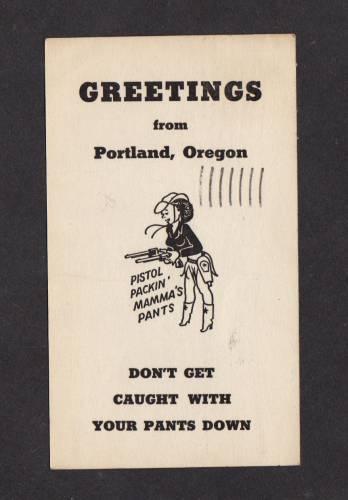 GREETINGS
from
Portland, Oregon
PISTOL
PACKIN'
MAMMA'S
PANTS
DON'T GET
CAUGHT WITH
YOUR PANTS DOWN